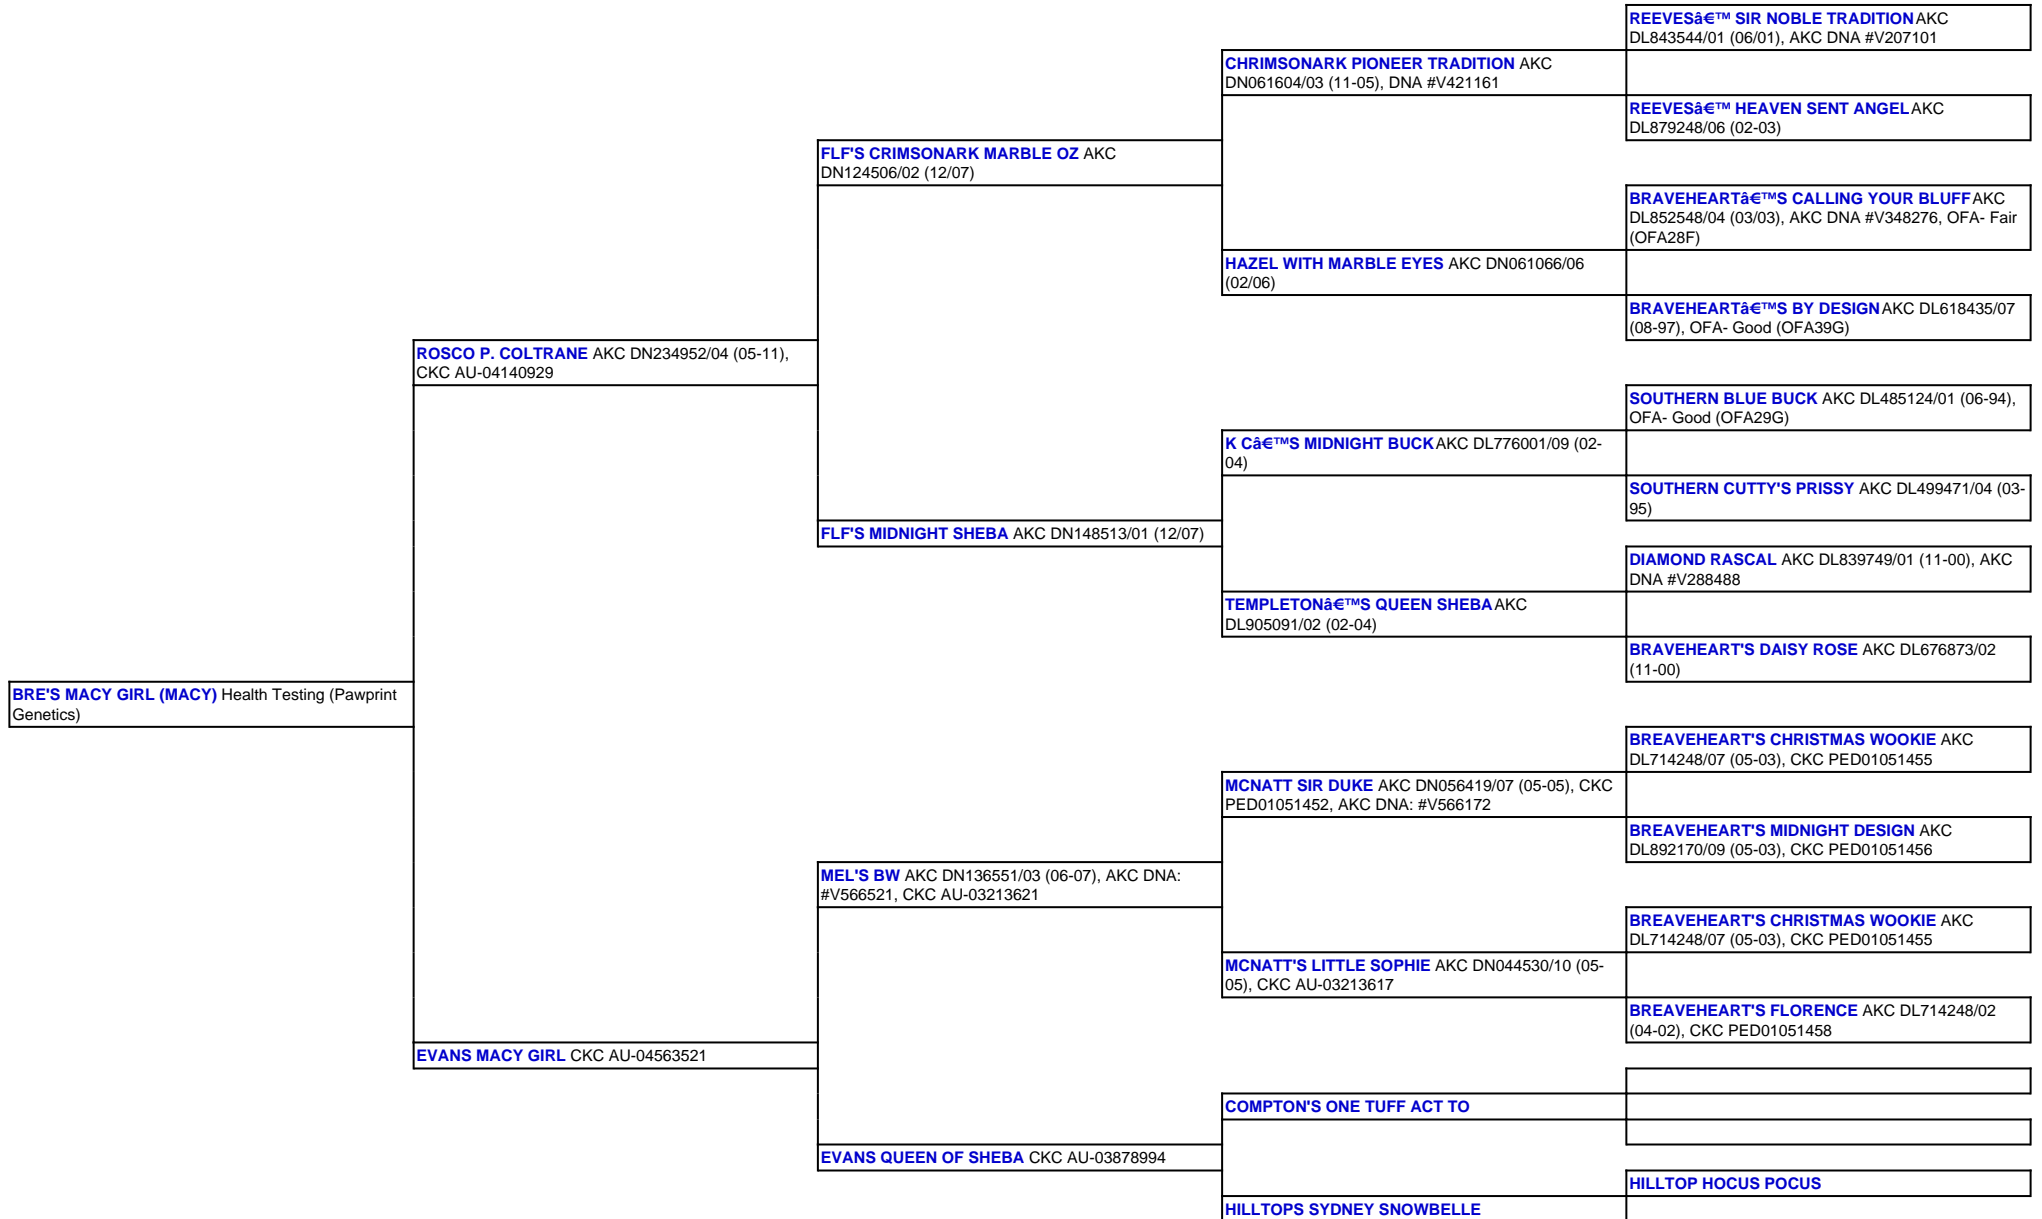 REEVESâ€™ SIR NOBLE TRADITION AKC
DL843544/01 (06/01), AKC DNA #V207101
CHRIMSONARK PIONEER TRADITION AKC
DN061604/03 (11-05), DNA #V421161
REEVESâ€™ HEAVEN SENT ANGEL AKC
DL879248/06 (02-03)
FLF'S CRIMSONARK MARBLE OZ AKC
DN124506/02 (12/07)
BRAVEHEARTâ€™S CALLING YOUR BLUFF AKC
DL852548/04 (03/03), AKC DNA #V348276, OFA- Fair
(OFA28F)
HAZEL WITH MARBLE EYES AKC DN061066/06
(02/06)
BRAVEHEARTâ€™S BY DESIGN AKC DL618435/07
(08-97), OFA- Good (OFA39G)
ROSCO P. COLTRANE AKC DN234952/04 (05-11),
CKC AU-04140929
SOUTHERN BLUE BUCK AKC DL485124/01 (06-94),
OFA- Good (OFA29G)
K Câ€™S MIDNIGHT BUCK AKC DL776001/09 (02-
04)
SOUTHERN CUTTY'S PRISSY AKC DL499471/04 (03-
95)
FLF'S MIDNIGHT SHEBA AKC DN148513/01 (12/07)
DIAMOND RASCAL AKC DL839749/01 (11-00), AKC
DNA #V288488
TEMPLETONâ€™S QUEEN SHEBA AKC
DL905091/02 (02-04)
BRAVEHEART'S DAISY ROSE AKC DL676873/02
(11-00)
BRE'S MACY GIRL (MACY) Health Testing (Pawprint
Genetics)
BREAVEHEART'S CHRISTMAS WOOKIE AKC
DL714248/07 (05-03), CKC PED01051455
MCNATT SIR DUKE AKC DN056419/07 (05-05), CKC
PED01051452, AKC DNA: #V566172
BREAVEHEART'S MIDNIGHT DESIGN AKC
DL892170/09 (05-03), CKC PED01051456
MEL'S BW AKC DN136551/03 (06-07), AKC DNA:
#V566521, CKC AU-03213621
BREAVEHEART'S CHRISTMAS WOOKIE AKC
DL714248/07 (05-03), CKC PED01051455
MCNATT'S LITTLE SOPHIE AKC DN044530/10 (05-
05), CKC AU-03213617
BREAVEHEART'S FLORENCE AKC DL714248/02
(04-02), CKC PED01051458
EVANS MACY GIRL CKC AU-04563521
COMPTON'S ONE TUFF ACT TO
EVANS QUEEN OF SHEBA CKC AU-03878994
HILLTOP HOCUS POCUS
HILLTOPS SYDNEY SNOWBELLE